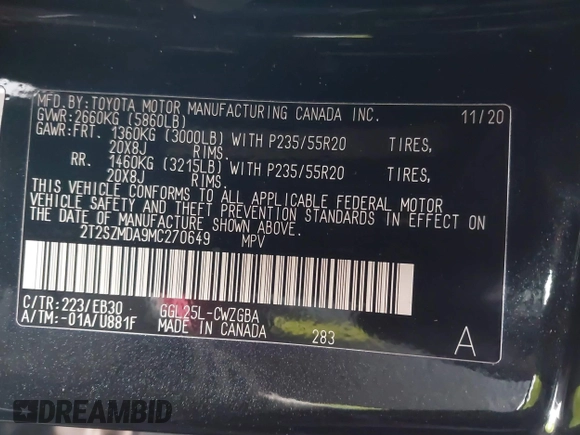 MFD.BY:TOYOTA MOTOR MANUFACTURING CANADA INC. 11/20
GVWR:2660KG (5860LB)
GAWR:FRT. 1360KG (3000LB) WITH P235/55R20 TIRES,
20X8J RIMS.
RR. 1460KG (3215LB) WITH P235/55R20 TIRES,
20X8J RIMS.
THIS VEHICLE CONFORMS TO ALL APPLICABLE FEDERAL MOTOR
VEHICLE SAFETY AND THEFT PREVENTION STANDARDS IN EFFECT ON
THE DATE OF MANUFACTURE SHOWN ABOVE.
2T2SZMDA9MC270649 MPV
C/TR:223/EB30 GGL25L-CWZGBA
A/TM:-01A/U881F MADE IN CANADA 283 A
DREAMBID